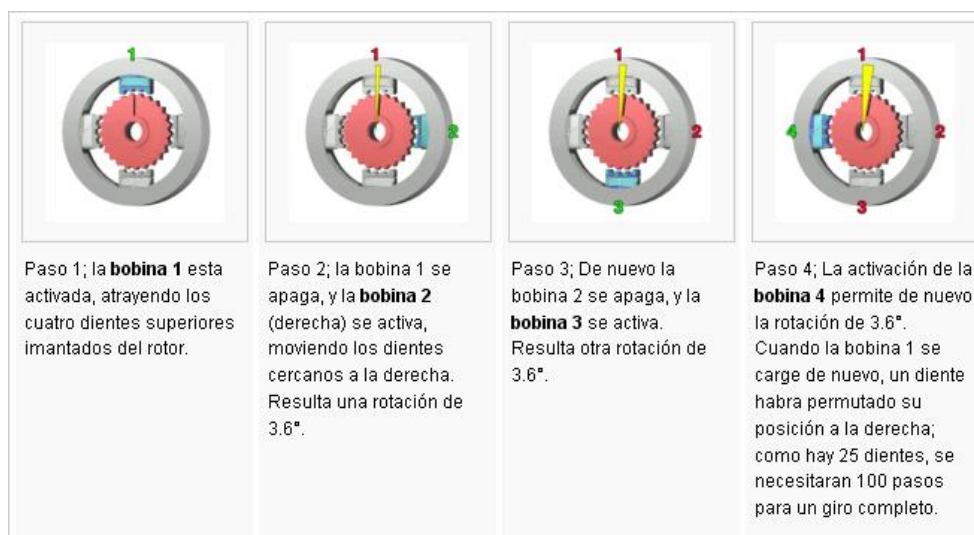 1
1
2
1
2
3
1
4
2
3
Paso 1; la bobina 1 esta
activada, atrayendo los
cuatro dientes superiores
imantados del rotor.
Paso 2; la bobina 1 se
apaga, y la bobina 2
(derecha) se activa,
moviendo los dientes
cercanos a la derecha.
Resulta una rotación de
3.6°.
Paso 3; De nuevo la
bobina 2 se apaga, y la
bobina 3 se activa.
Resulta otra rotación de
3.6°.
Paso 4; La activación de la
bobina 4 permite de nuevo
la rotación de 3.6°.
Cuando la bobina 1 se
carge de nuevo, un diente
habra permutado su
posición a la derecha;
como hay 25 dientes, se
necesitaran 100 pasos
para un giro completo.